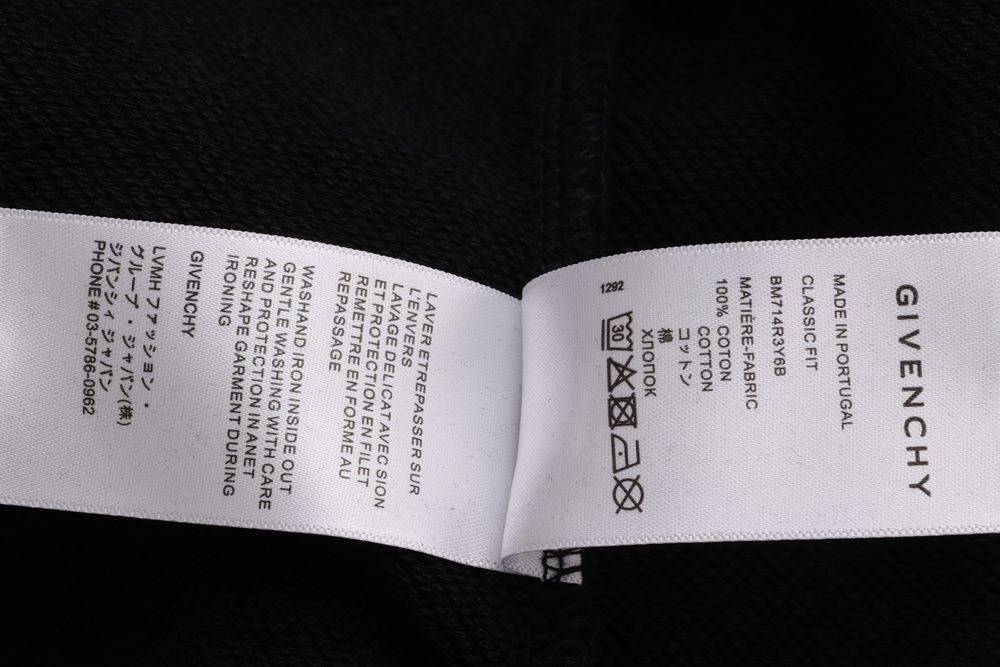 GIVENCHY
MADE IN PORTUGAL
CLASSIC FIT
BM714R3Y6B
MATIÈRE-FABRIC
100% COTON
COTTON
コットン
棉
ХЛОПОК
30
1292
LAVER ETREPASSER SUR
L'ENVERS
LAVAGE DELICAT AVEC SION
ET PROTECTION EN FILET
REMETTRE EN FORME AU
REPASSAGE
WASHAND IRON INSIDE OUT
GENTLE WASHING WITH CARE
AND PROTECTION IN ANET
RESHAPE GARMENT DURING
IRONING
GIVENCHY
LVMH ファッション・
グループ・ジャパン(株)
ジバンシィ ジャパン
PHONE # 03-5786-0962